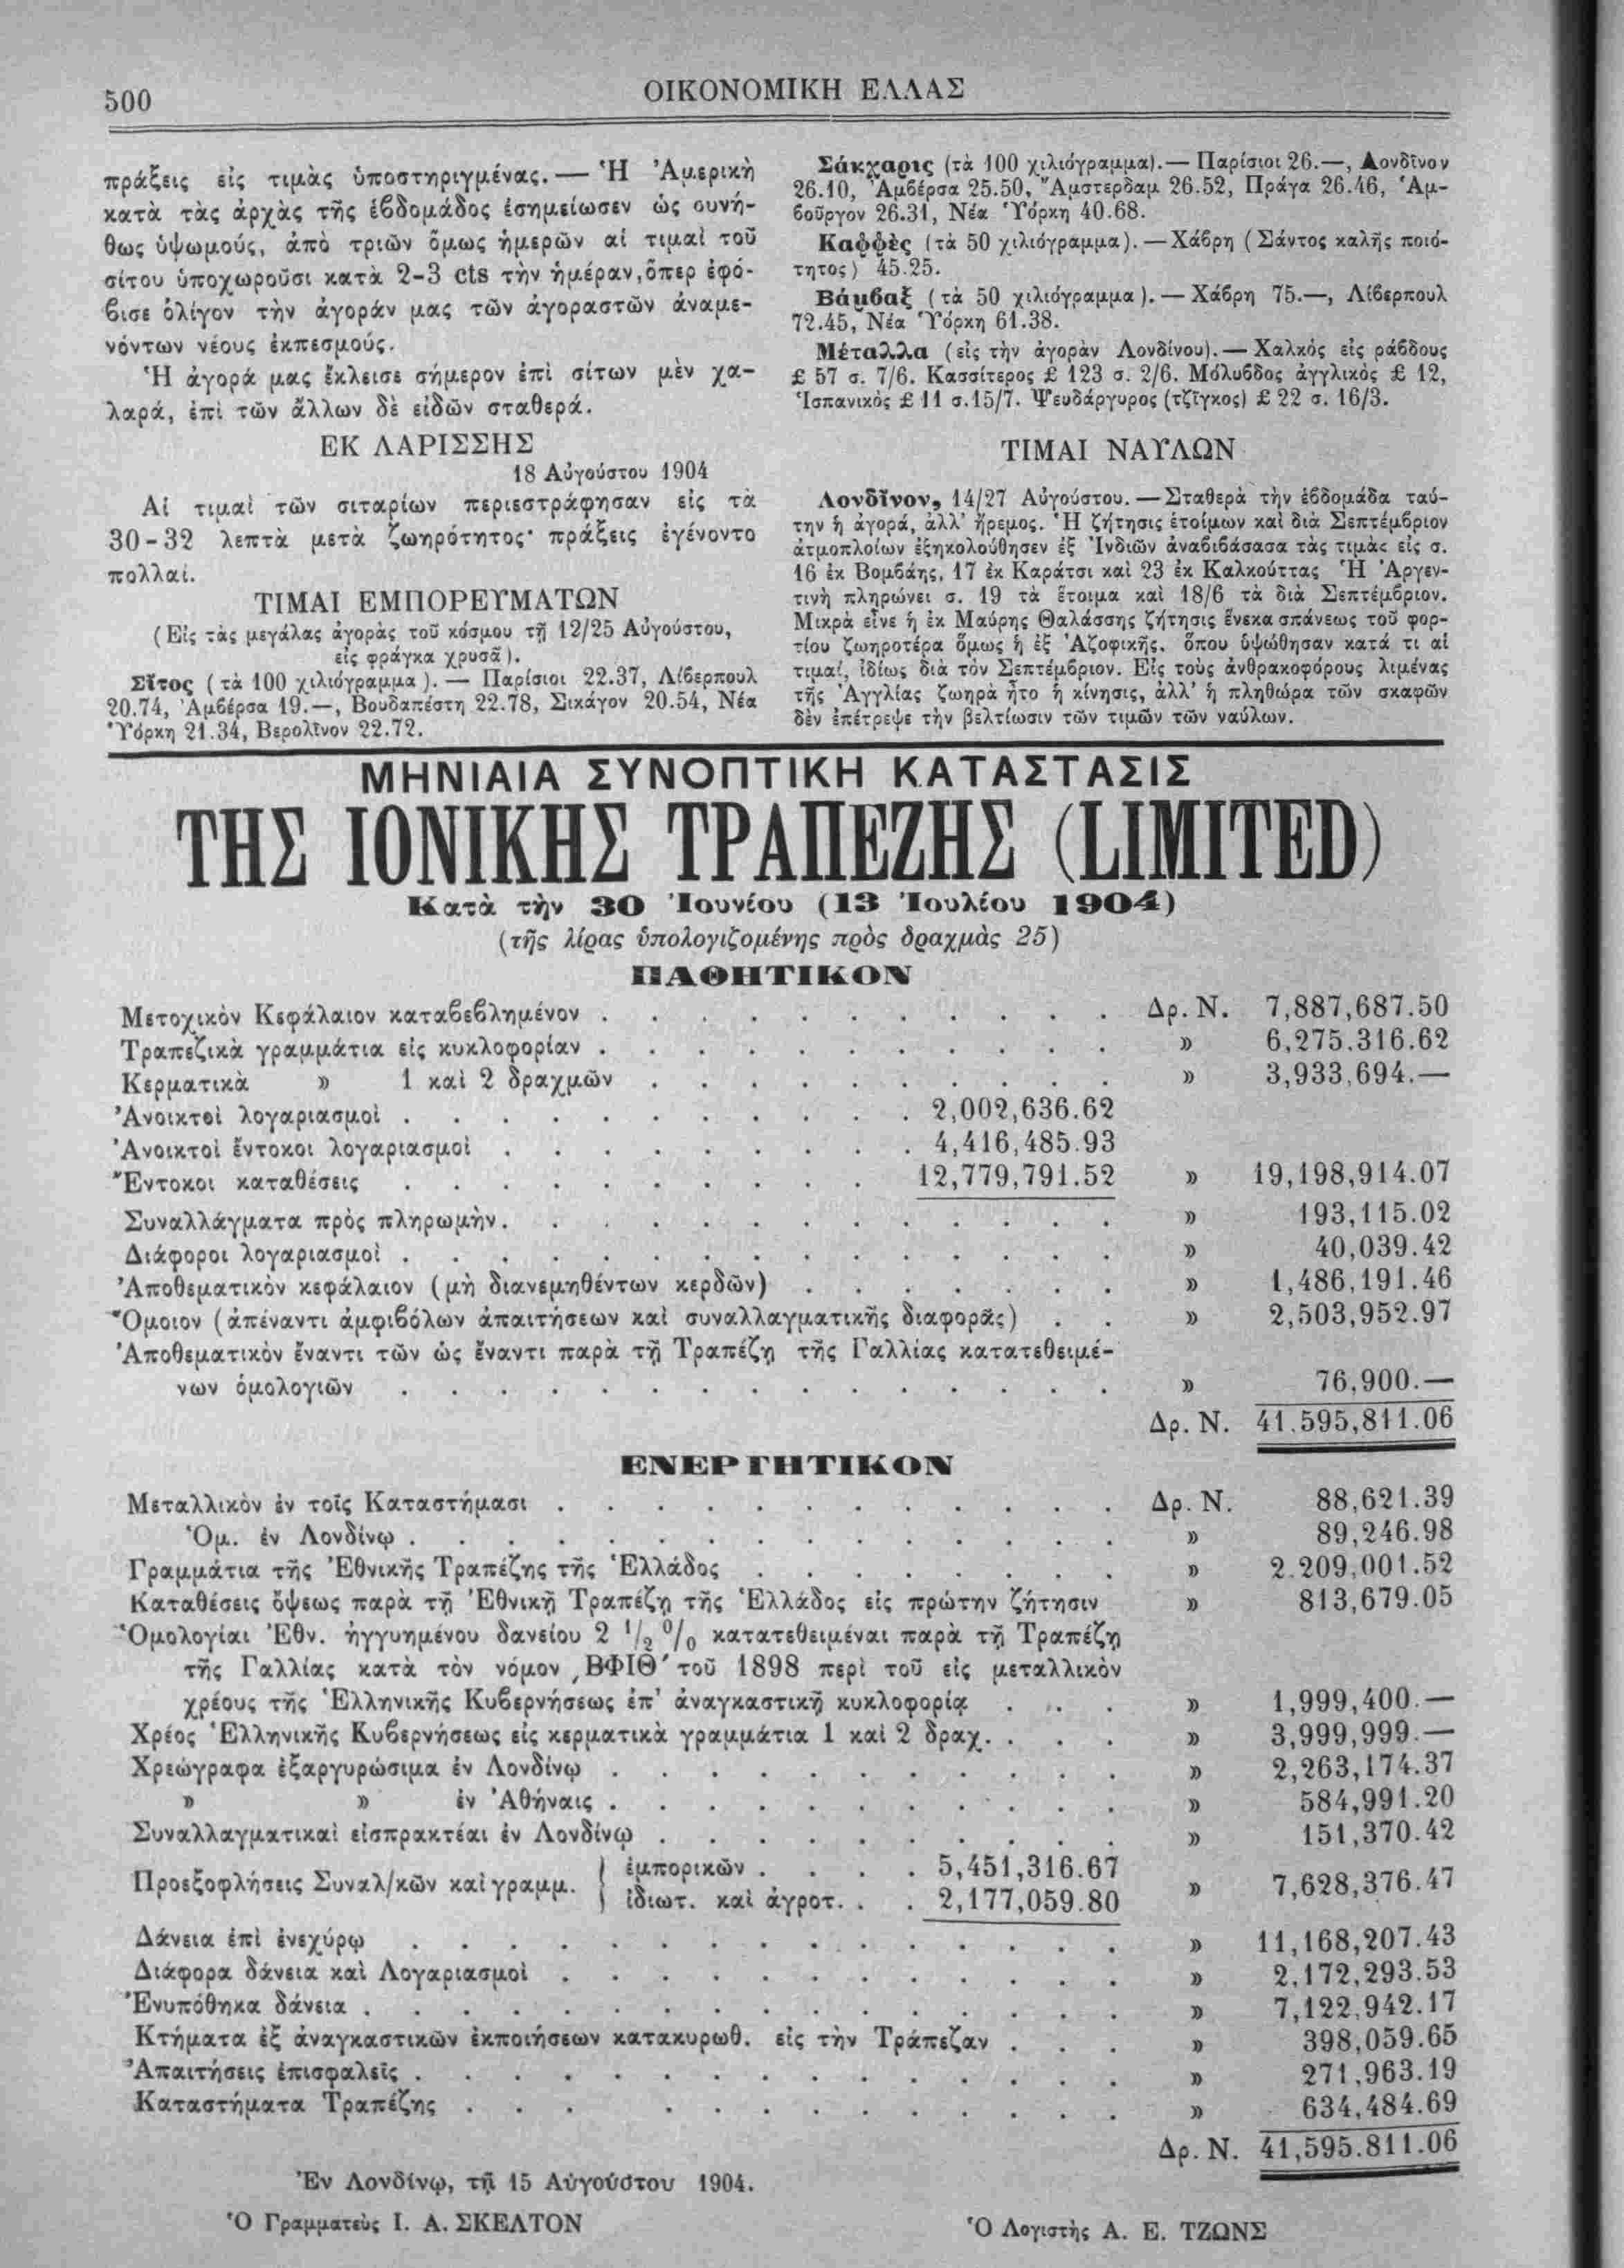 500
ΟΙΚΟΝΟΜΙΚΗ ΕΛΛΑΣ
πράξεις εἰς τιμὰς ὑποστηριγμένας. — Ἡ Ἀμερικὴ
κατὰ τὰς ἀρχὰς τῆς ἑβδομάδος ἐσημείωσεν ὡς συνή-
θως ὑψωμούς, ἀπὸ τριῶν ὅμως ἡμερῶν αἱ τιμαὶ τοῦ
σίτου ὑποχωροῦσι κατὰ 2-3 cts τὴν ἡμέραν, ὅπερ ἐφό-
βισε ὀλίγον τὴν ἀγοράν μας τῶν ἀγοραστῶν ἀναμε-
νόντων νέους ἐκπεσμούς.
Ἡ ἀγορά μας ἔκλεισε σήμερον ἐπὶ σίτων μὲν χα-
λαρά, ἐπὶ τῶν ἄλλων δὲ εἰδῶν σταθερά.
ΕΚ ΛΑΡΙΣΣΗΣ
18 Αὐγούστου 1904
Αἱ τιμαὶ τῶν σιταρίων περιεστράφησαν εἰς τὰ
30-32 λεπτὰ μετὰ ζωηρότητος· πράξεις ἐγένοντο
πολλαί.
ΤΙΜΑΙ ΕΜΠΟΡΕΥΜΑΤΩΝ
(Εἰς τὰς μεγάλας ἀγορὰς τοῦ κόσμου τῇ 12/25 Αὐγούστου,
εἰς φράγκα χρυσᾶ).
Σῖτος (τὰ 100 χιλιόγραμμα). — Παρίσιοι 22.37, Λίβερπουλ
20.74, Ἀμβέρσα 19.—, Βουδαπέστη 22.78, Σικάγον 20.54, Νέα
Ὑόρκη 21.34, Βερολῖνον 22.72.
Σάκχαρις (τὰ 100 χιλιόγραμμα).— Παρίσιοι 26.—, Λονδῖνον
26.10, Ἀμβέρσα 25.50, Ἄμστερδαμ 26.52, Πράγα 26.46, Ἁμ-
βοῦργον 26.31, Νέα Ὑόρκη 40.68.
Καφφὲς (τὰ 50 χιλιόγραμμα). — Χάβρη (Σάντος καλῆς ποιό-
τητος) 45.25.
Βάμβαξ (τὰ 50 χιλιόγραμμα). — Χάβρη 75.—, Λίβερπουλ
72.45, Νέα Ὑόρκη 61.38.
Μέταλλα (εἰς τὴν ἀγορὰν Λονδίνου). — Χαλκὸς εἰς ράβδους
£ 57 σ. 7/6. Κασσίτερος £ 123 σ. 2/6. Μόλυβδος ἀγγλικὸς £ 12,
Ἰσπανικὸς £ 11 σ. 15/7. Ψευδάργυρος (τζῖγκος) £ 22 σ. 16/3.
ΤΙΜΑΙ ΝΑΥΛΩΝ
Λονδῖνον, 14/27 Αὐγούστου. — Σταθερὰ τὴν ἑβδομάδα ταύ-
την ἡ ἀγορά, ἀλλ' ἤρεμος. Ἡ ζήτησις ἑτοίμων καὶ διὰ Σεπτέμβριον
ἀτμοπλοίων ἐξηκολούθησεν ἐξ Ἰνδιῶν ἀναβιβάσασα τὰς τιμὰς εἰς σ.
16 ἐκ Βομβάης, 17 ἐκ Καράτσι καὶ 23 ἐκ Καλκούττας Ἡ Ἀργεν-
τινὴ πληρώνει σ. 19 τὰ ἕτοιμα καὶ 18/6 τὰ διὰ Σεπτέμβριον.
Μικρὰ εἶνε ἡ ἐκ Μαύρης Θαλάσσης ζήτησις ἕνεκα σπάνεως τοῦ φορ-
τίου ζωηροτέρα ὅμως ἡ ἐξ Ἀζοφικῆς, ὅπου ὑψώθησαν κατά τι αἱ
τιμαί, ἰδίως διὰ τὸν Σεπτέμβριον. Εἰς τοὺς ἀνθρακοφόρους λιμένας
τῆς Ἀγγλίας ζωηρὰ ἦτο ἡ κίνησις, ἀλλ' ἡ πληθώρα τῶν σκαφῶν
δὲν ἐπέτρεψε τὴν βελτίωσιν τῶν τιμῶν τῶν ναύλων.
ΜΗΝΙΑΙΑ ΣΥΝΟΠΤΙΚΗ ΚΑΤΑΣΤΑΣΙΣ
ΤΗΣ ΙΟΝΙΚΗΣ ΤΡΑΠΕΖΗΣ (LIMITED)
Κατὰ τὴν 30 Ἰουνίου (13 Ἰουλίου 1904)
(τῆς λίρας ὑπολογιζομένης πρὸς δραχμὰς 25)
ΠΑΘΗΤΙΚΟΝ
Μετοχικὸν Κεφάλαιον καταβεβλημένον . . . Δρ. Ν. 7,887,687.50
Τραπεζικὰ γραμμάτια εἰς κυκλοφορίαν . . . » 6,275.316.62
Κερματικὰ » 1 καὶ 2 δραχμῶν . . . » 3,933,694.—
Ἀνοικτοὶ λογαριασμοὶ . . . 2,002,636.62
Ἀνοικτοὶ ἔντοκοι λογαριασμοὶ . . . 4,416,485.93
Ἔντοκοι καταθέσεις . . . 12,779,791.52 » 19,198,914.07
Συναλλάγματα πρὸς πληρωμὴν . . . » 193,115.02
Διάφοροι λογαριασμοὶ . . . » 40,039.42
Ἀποθεματικὸν κεφάλαιον (μὴ διανεμηθέντων κερδῶν) . . . » 1,486,191.46
Ὅμοιον (ἀπέναντι ἀμφιβόλων ἀπαιτήσεων καὶ συναλλαγματικῆς διαφορᾶς) . . » 2,503,952.97
Ἀποθεματικὸν ἔναντι τῶν ὡς ἔναντι παρὰ τῇ Τραπέζῃ τῆς Γαλλίας κατατεθειμέ-
νων ὁμολογιῶν . . . » 76,900.—
Δρ. Ν. 41.595,811.06
ΕΝΕΡΓΗΤΙΚΟΝ
Μεταλλικὸν ἐν τοῖς Καταστήμασι . . . Δρ. Ν. 88,621.39
Ὁμ. ἐν Λονδίνῳ . . . » 89,246.98
Γραμμάτια τῆς Ἐθνικῆς Τραπέζης τῆς Ἑλλάδος . . . » 2.209,001.52
Καταθέσεις ὄψεως παρὰ τῇ Ἐθνικῇ Τραπέζῃ τῆς Ἑλλάδος εἰς πρώτην ζήτησιν » 813,679.05
Ὁμολογίαι Ἐθν. ἠγγυημένου δανείου 2 1/2 % κατατεθειμέναι παρὰ τῇ Τραπέζῃ
τῆς Γαλλίας κατὰ τὸν νόμον ͵ΒΦΙΘ' τοῦ 1898 περὶ τοῦ εἰς μεταλλικὸν
χρέους τῆς Ἑλληνικῆς Κυβερνήσεως ἐπ' ἀναγκαστικῇ κυκλοφορίᾳ . . . » 1,999,400.—
Χρέος Ἑλληνικῆς Κυβερνήσεως εἰς κερματικὰ γραμμάτια 1 καὶ 2 δραχ. . . . » 3,999,999.—
Χρεώγραφα ἐξαργυρώσιμα ἐν Λονδίνῳ . . . » 2,263,174.37
» » ἐν Ἀθήναις . . . » 584,991.20
Συναλλαγματικαὶ εἰσπρακτέαι ἐν Λονδίνῳ . . . » 151,370.42
Προεξοφλήσεις Συναλ/κῶν καὶ γραμμ. { ἐμπορικῶν . . . 5,451,316.67
ἰδιωτ. καὶ ἀγροτ. . . 2,177,059.80 » 7,628,376.47
Δάνεια ἐπὶ ἐνεχύρῳ . . . » 11,168,207.43
Διάφορα δάνεια καὶ Λογαριασμοὶ . . . » 2,172,293.53
Ἐνυπόθηκα δάνεια . . . » 7,122,942.17
Κτήματα ἐξ ἀναγκαστικῶν ἐκποιήσεων κατακυρωθ. εἰς τὴν Τράπεζαν . . . » 398,059.65
Ἀπαιτήσεις ἐπισφαλεῖς . . . » 271,963.19
Καταστήματα Τραπέζης . . . » 634,484.69
Δρ. Ν. 41,595.811.06
Ἐν Λονδίνῳ, τῇ 15 Αὐγούστου 1904.
Ὁ Γραμματεὺς Ι. Α. ΣΚΕΛΤΟΝ
Ὁ Λογιστὴς Α. Ε. ΤΖΩΝΣ